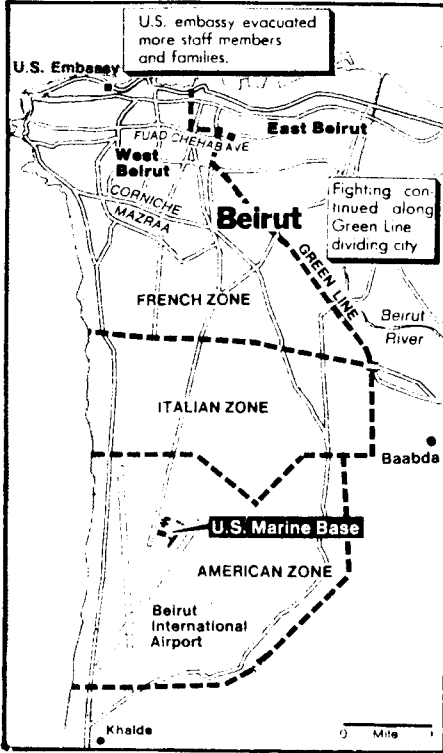 U.S. embassy evacuated
more staff members
and families.
U.S. Embassy
East Beirut
FUAD CHEHAB AVE
West
Beirut
CORNICHE
MAZRAA
Beirut
Fighting con-
tinued along
Green Line
dividing city
GREEN LINE
FRENCH ZONE
Beirut
River
ITALIAN ZONE
Baabda
U.S. Marine Base
AMERICAN ZONE
Beirut
International
Airport
Khalde
0 Mile 1